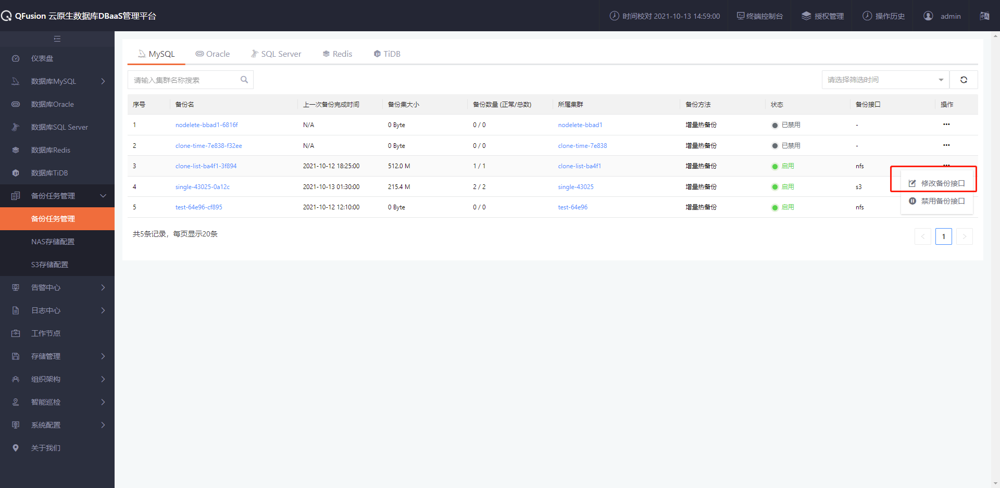 QFusion 云原生数据库DBaaS管理平台
时间校对 2021-10-13 14:59:00
终端控制台
授权管理
操作历史
admin
仪表盘
数据库MySQL
数据库Oracle
数据库SQL Server
数据库Redis
数据库TiDB
备份任务管理
备份任务管理
NAS存储配置
S3存储配置
告警中心
日志中心
工作节点
存储管理
组织架构
智能巡检
系统配置
关于我们
MySQL Oracle SQL Server Redis TiDB
请输入集群名称搜索 请选择筛选时间
序号 备份名 上一次备份完成时间 备份集大小 备份数量 (正常/总数) 所属集群 备份方法 状态 备份接口 操作
1 nodelete-bbad1-6816f N/A 0 Byte 0 / 0 nodelete-bbad1 增量热备份 已禁用 - •••
2 clone-time-7e838-f32ee N/A 0 Byte 0 / 0 clone-time-7e838 增量热备份 已禁用 - •••
3 clone-list-ba4f1-3f894 2021-10-12 18:25:00 512.0 M 1 / 1 clone-list-ba4f1 增量热备份 启用 nfs •••
4 single-43025-0a12c 2021-10-13 01:30:00 215.4 M 2 / 2 single-43025 增量热备份 启用 s3
5 test-64e96-cf895 2021-10-12 12:10:00 0 Byte 0 / 0 test-64e96 增量热备份 启用 nfs
修改备份接口
禁用备份接口
共5条记录，每页显示20条
< 1 >